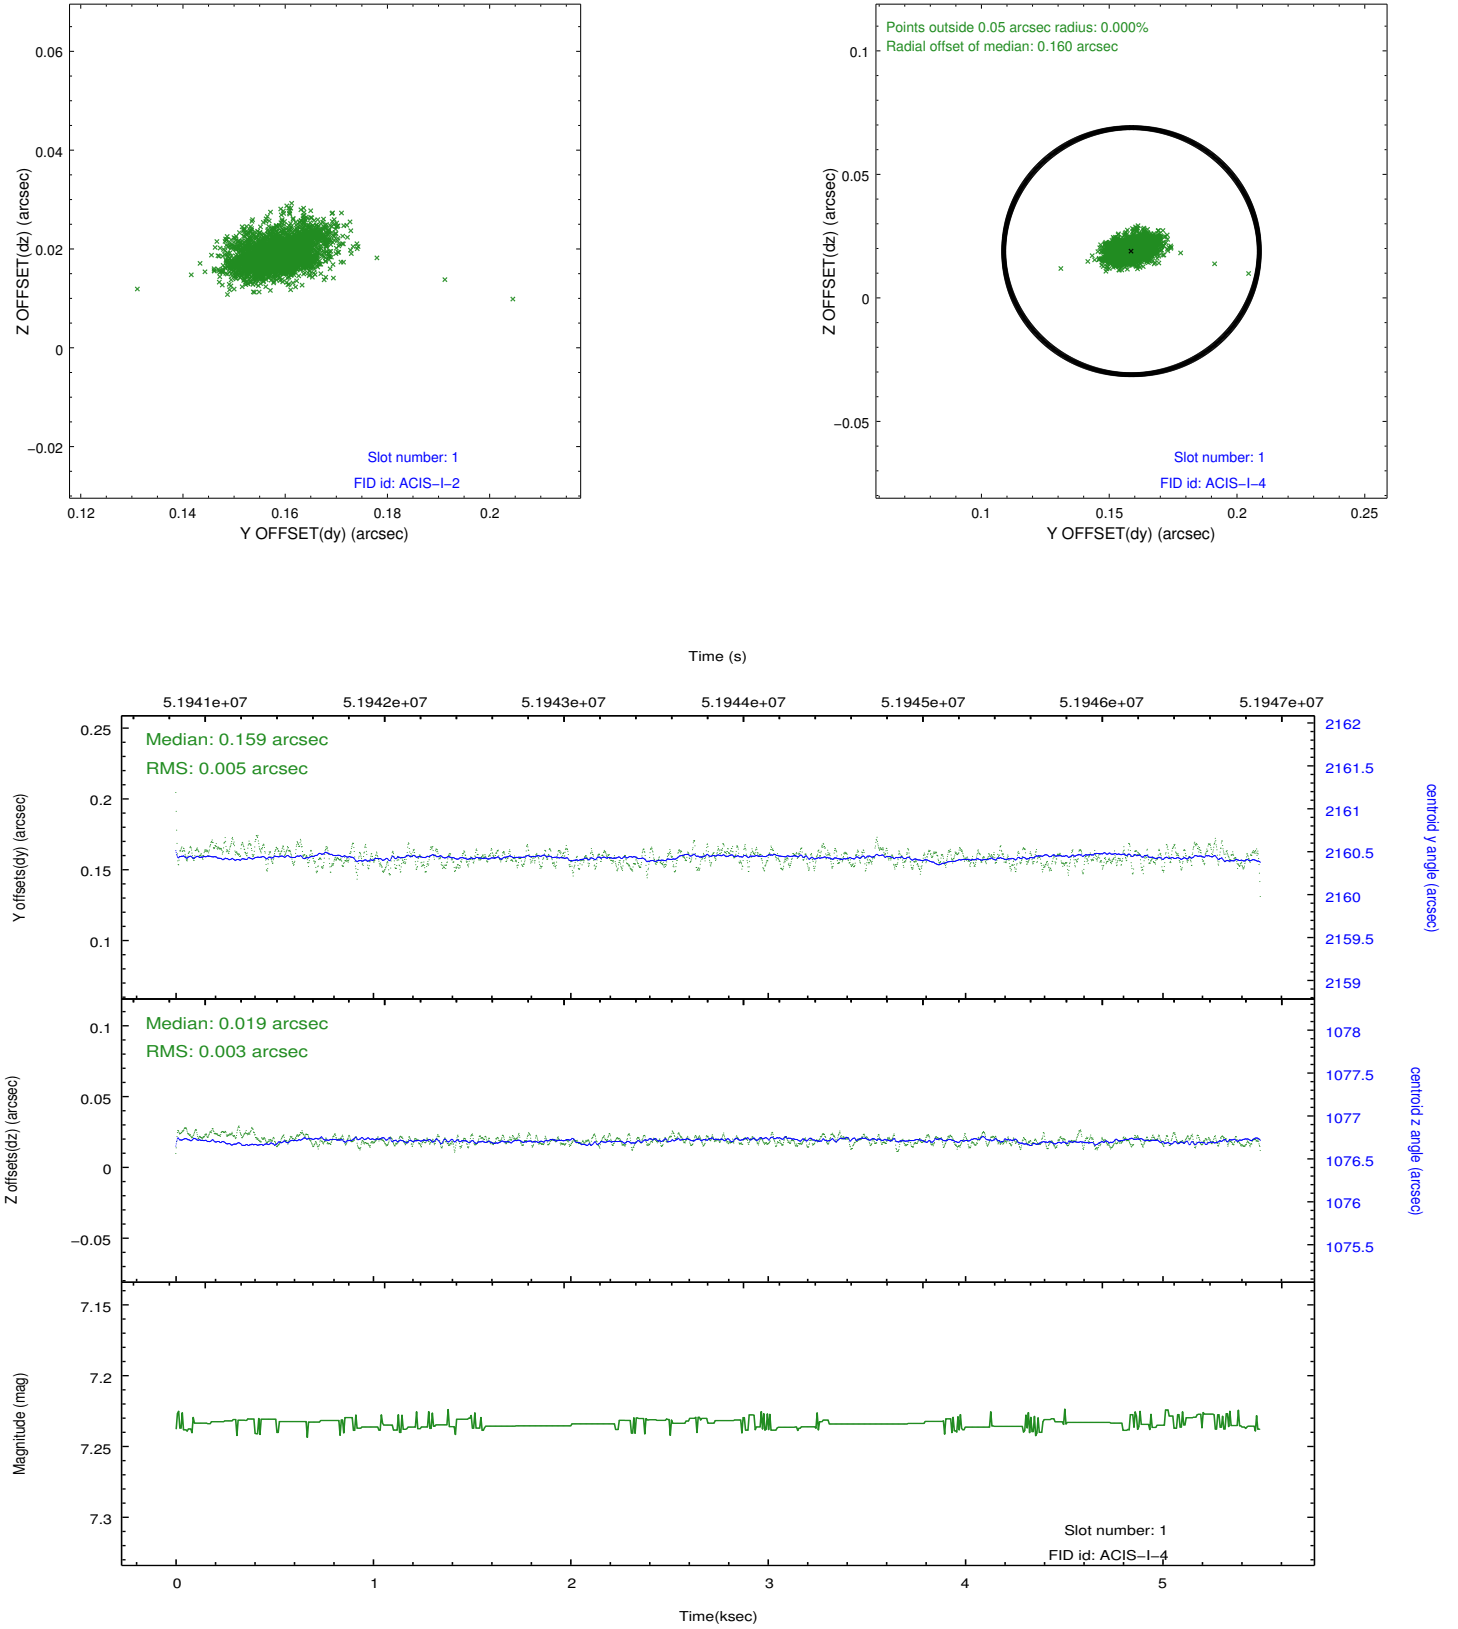 0.06
0.04
0.02
0
−0.02
Z OFFSET(dz) (arcsec)
Slot number: 1
FID id: ACIS−I−2
0.12 0.14 0.16 0.18 0.2
Y OFFSET(dy) (arcsec)
Points outside 0.05 arcsec radius: 0.000%
Radial offset of median: 0.160 arcsec
0.1
0.05
0
−0.05
Z OFFSET(dz) (arcsec)
Slot number: 1
FID id: ACIS−I−4
0.1 0.15 0.2 0.25
Y OFFSET(dy) (arcsec)
Time (s)
5.1941e+07 5.1942e+07 5.1943e+07 5.1944e+07 5.1945e+07 5.1946e+07 5.1947e+07
Median: 0.159 arcsec
RMS: 0.005 arcsec
0.25
0.2
0.15
0.1
Y offsets(dy) (arcsec)
2162
2161.5
2161
2160.5
2160
2159.5
2159
centroid y angle (arcsec)
Median: 0.019 arcsec
RMS: 0.003 arcsec
0.1
0.05
0
−0.05
Z offsets(dz) (arcsec)
1078
1077.5
1077
1076.5
1076
1075.5
centroid z angle (arcsec)
7.15
7.2
7.25
7.3
Magnitude (mag)
Slot number: 1
FID id: ACIS−I−4
0 1 2 3 4 5
Time(ksec)